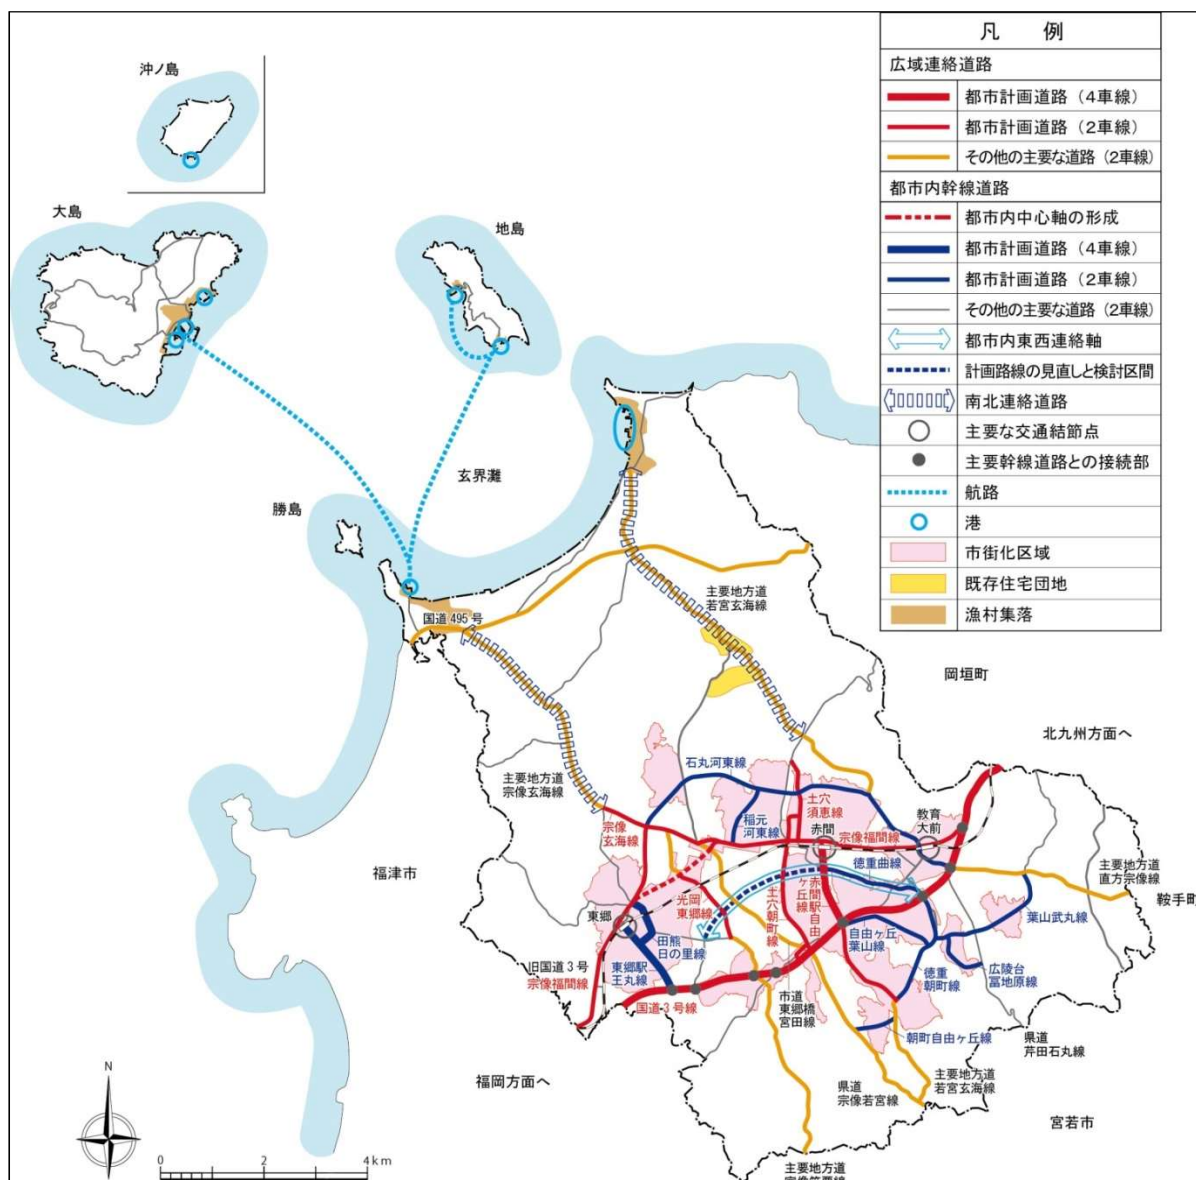 凡 例
広域連絡道路
都市計画道路（4車線）
都市計画道路（2車線）
その他の主要な道路（2車線）
都市内幹線道路
都市内中心軸の形成
都市計画道路（4車線）
都市計画道路（2車線）
その他の主要な道路（2車線）
都市内東西連絡軸
計画路線の見直しと検討区間
南北連絡道路
主要な交通結節点
主要幹線道路との接続部
航路
港
市街化区域
既存住宅団地
漁村集落
沖ノ島
大島
地島
玄界灘
勝島
国道495号
主要地方道
若宮玄海線
岡垣町
北九州方面へ
石丸河東線
主要地方道
宗像玄海線
宗像
玄海線
稲元
河東線
土穴
須恵線
赤間
宗像福間線
教育
大前
徳重曲線
主要地方道
直方宗像線
鞍手町
福津市
光岡
東郷線
土穴朝町線
赤間駅自由
ヶ丘線
東郷
田熊
日の里線
自由ヶ丘
葉山線
葉山武丸線
旧国道3号
宗像福間線
東郷駅
王丸線
国道3号線
市道
東郷橋
宮田線
徳重
朝町線
広陵台
冨地原線
朝町自由ヶ丘線
県道
芹田石丸線
福岡方面へ
県道
宗像若宮線
主要地方道
若宮玄海線
宮若市
主要地方道
N
0 2 4km